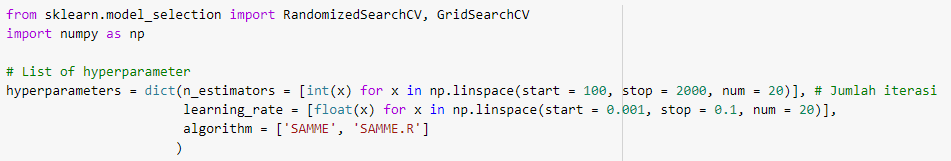 from sklearn.model_selection import RandomizedSearchCV, GridSearchCV
import numpy as np
# List of hyperparameter
hyperparameters = dict(n_estimators = [int(x) for x in np.linspace(start = 100, stop = 2000, num = 20)], # Jumlah iterasi
learning_rate = [float(x) for x in np.linspace(start = 0.001, stop = 0.1, num = 20)],
algorithm = ['SAMME', 'SAMME.R']
)